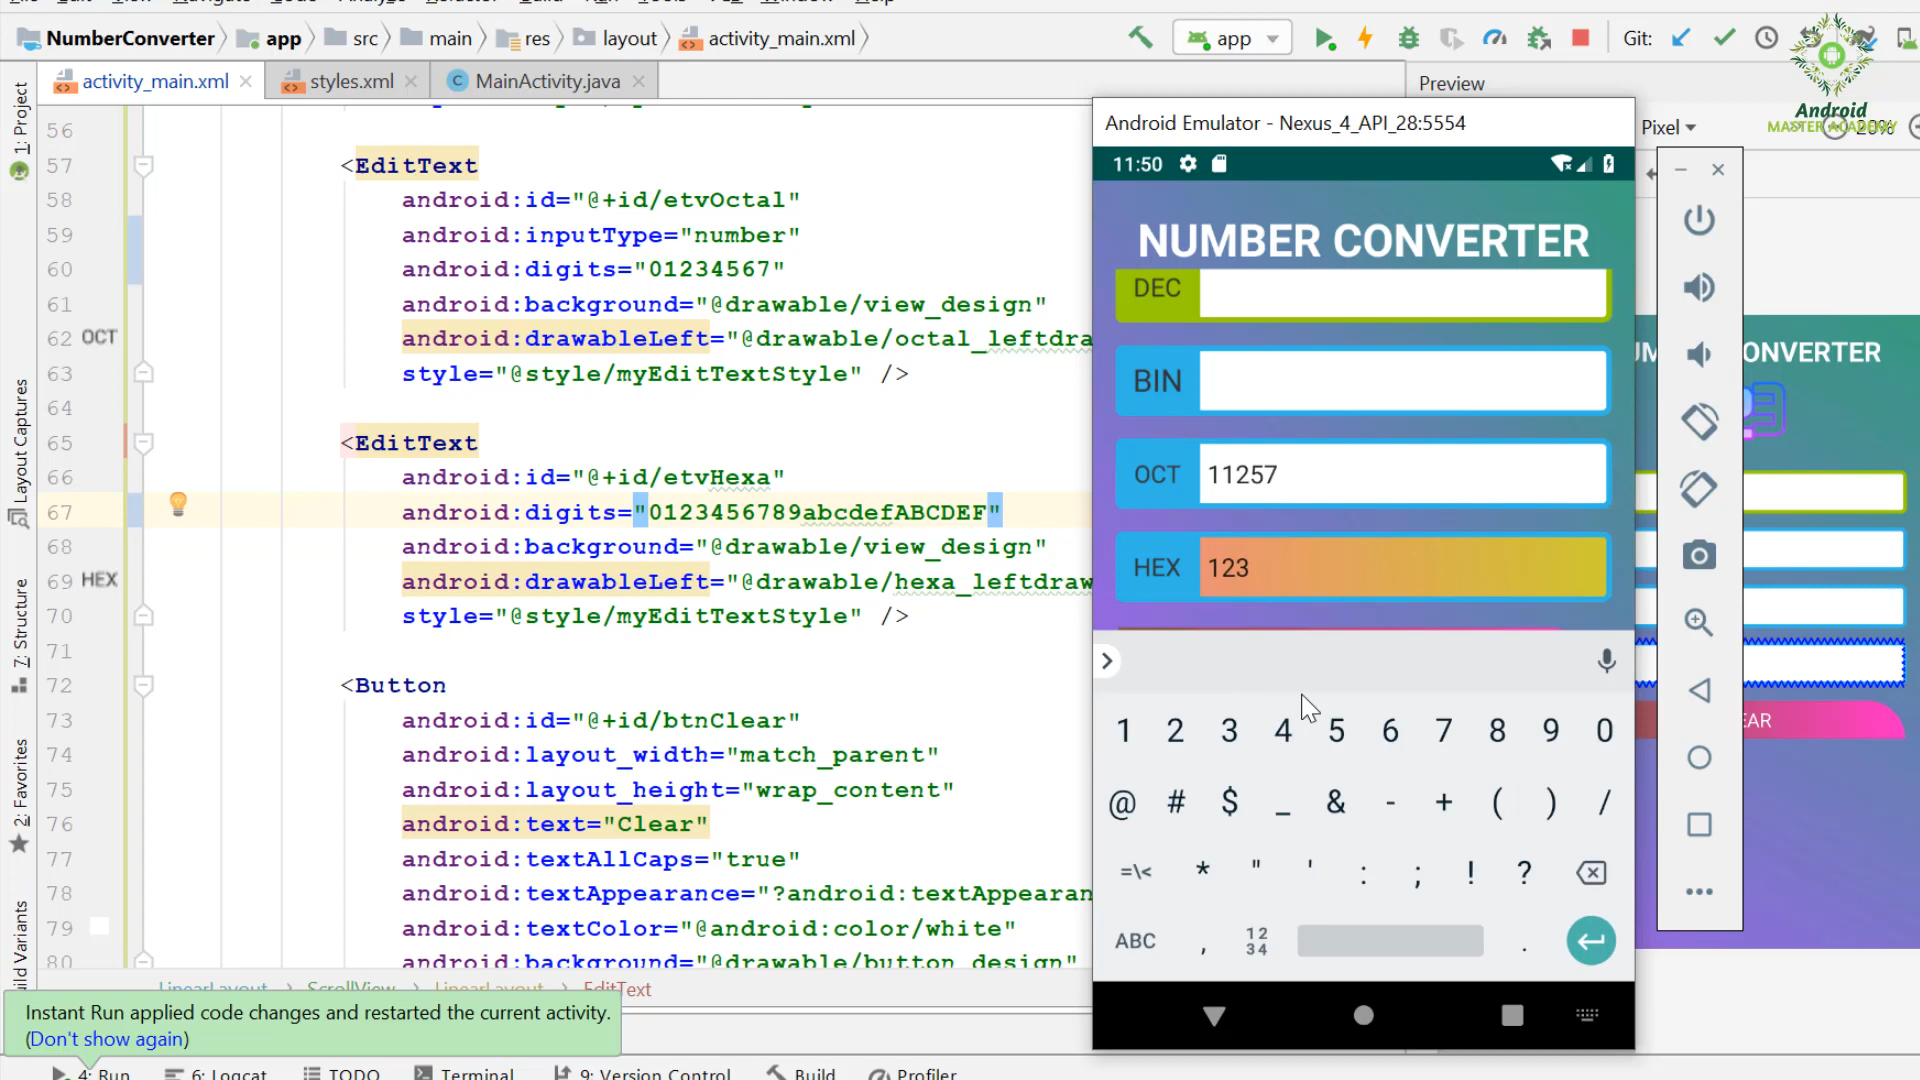 NumberConverter app src main res layout activity_main.xml app Git:
activity_main.xml styles.xml MainActivity.java Preview
Android
MASTER ACADEMY
Pixel
1: Project
Layout Captures
7: Structure
2: Favorites
Build Variants
56
57 <EditText
58 android:id="@+id/etvOctal"
59 android:inputType="number"
60 android:digits="01234567"
61 android:background="@drawable/view_design"
62 OCT android:drawableLeft="@drawable/octal_leftdra
63 style="@style/myEditTextStyle" />
64
65 <EditText
66 android:id="@+id/etvHexa"
67 android:digits="0123456789abcdefABCDEF"
68 android:background="@drawable/view_design"
69 HEX android:drawableLeft="@drawable/hexa_leftdraw
70 style="@style/myEditTextStyle" />
71
72 <Button
73 android:id="@+id/btnClear"
74 android:layout_width="match_parent"
75 android:layout_height="wrap_content"
76 android:text="Clear"
77 android:textAllCaps="true"
78 android:textAppearance="?android:textAppearan
79 android:textColor="@android:color/white"
80 android:background="@drawable/button_design"
LinearLayout ScrollView LinearLayout EditText
Instant Run applied code changes and restarted the current activity.
(Don't show again)
4: Run 6: Logcat TODO Terminal 9: Version Control Build Profiler
Android Emulator - Nexus_4_API_28:5554
11:50
NUMBER CONVERTER
DEC
BIN
OCT 11257
HEX 123
1 2 3 4 5 6 7 8 9 0
@ # $ _ & - + ( ) /
=\< * " ' : ; ! ?
ABC , 12 34 .
ONVERTER
EAR